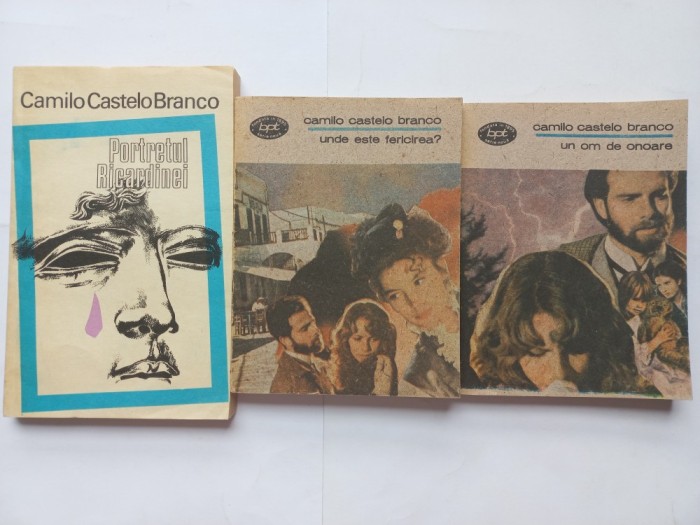 Camilo Castelo Branco
Portretul
Ricardinei
bpt
camilo castelo branco
unde este fericirea?
bpt
camilo castelo branco
un om de onoare